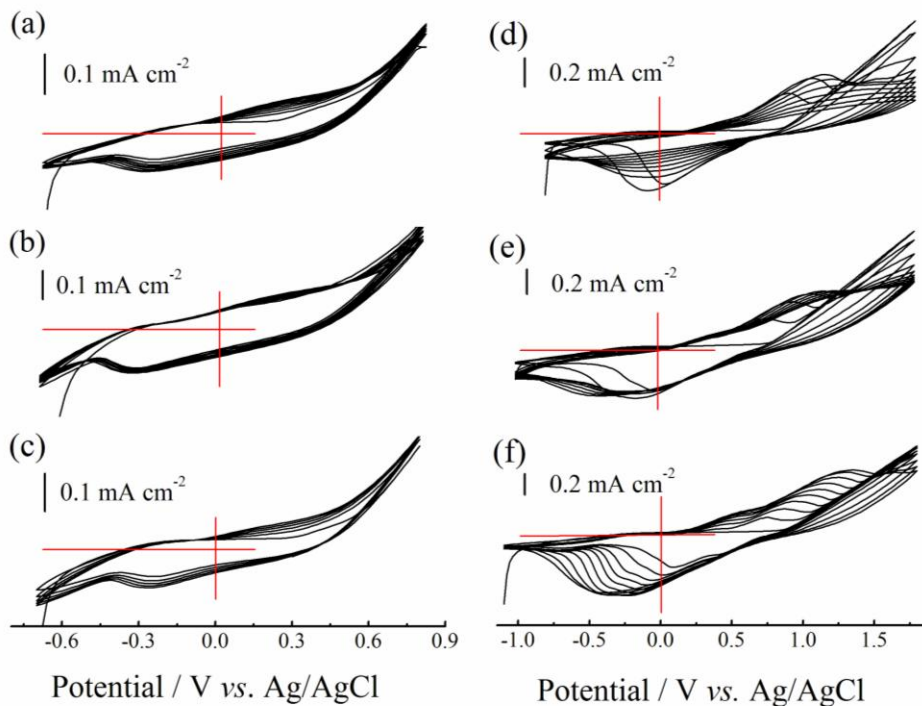 (a)
0.1 mA cm⁻²
(b)
0.1 mA cm⁻²
(c)
0.1 mA cm⁻²
-0.6 -0.3 0.0 0.3 0.6 0.9
Potential / V vs. Ag/AgCl
(d)
0.2 mA cm⁻²
(e)
0.2 mA cm⁻²
(f)
0.2 mA cm⁻²
-1.0 -0.5 0.0 0.5 1.0 1.5
Potential / V vs. Ag/AgCl